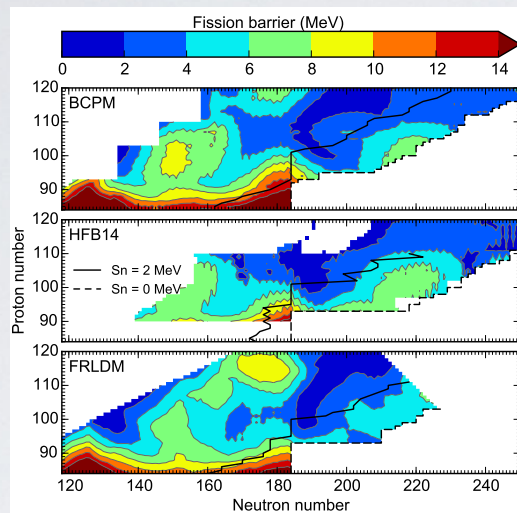 Fission barrier (MeV)
0 2 4 6 8 10 12 14
120
110
100
90
BCPM
120
110
100
90
HFB14
Sn = 2 MeV
Sn = 0 MeV
Proton number
120
110
100
90
FRLDM
120 140 160 180 200 220 240
Neutron number